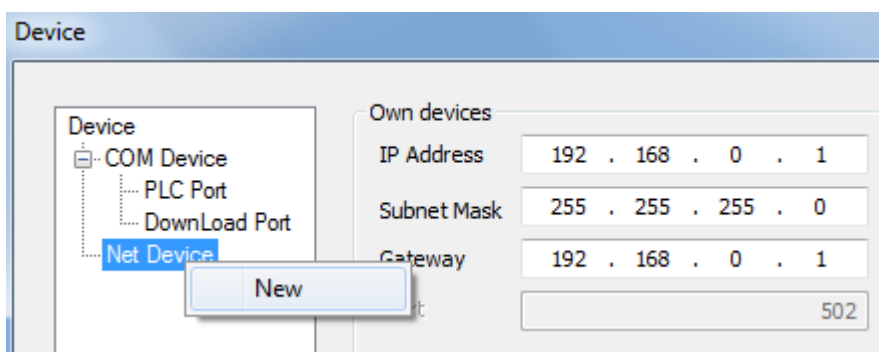 Device
Device
COM Device
PLC Port
DownLoad Port
Net Device
New
Own devices
IP Address 192 . 168 . 0 . 1
Subnet Mask 255 . 255 . 255 . 0
Gateway 192 . 168 . 0 . 1
502